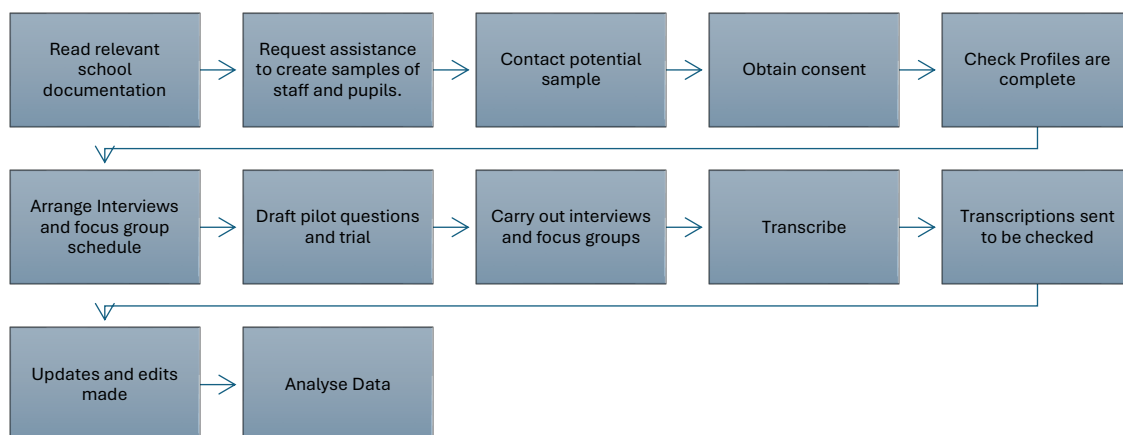 Read relevant
school
documentation
Request assistance
to create samples of
staff and pupils.
Contact potential
sample
Obtain consent
Check Profiles are
complete
Arrange Interviews
and focus group
schedule
Draft pilot questions
and trial
Carry out interviews
and focus groups
Transcribe
Transcriptions sent
to be checked
Updates and edits
made
Analyse Data